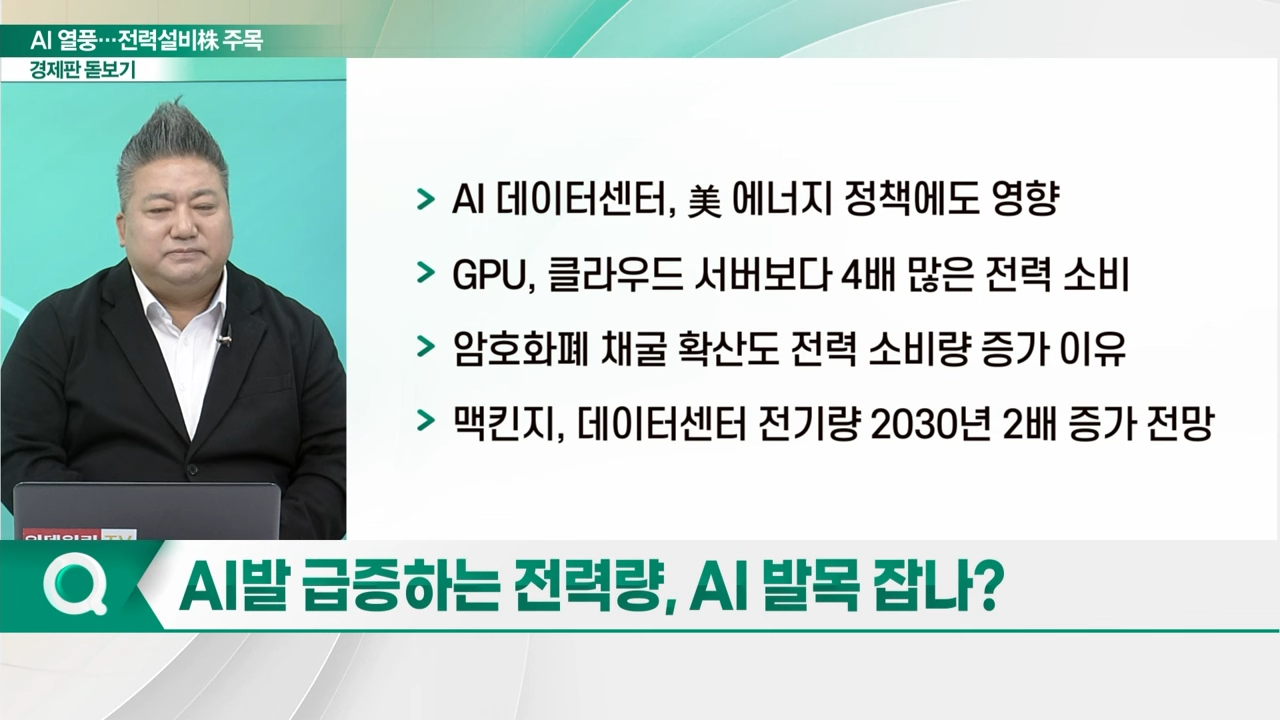 AI 열풍…전력설비株 주목
경제판 돋보기
> AI 데이터센터, 美 에너지 정책에도 영향
> GPU, 클라우드 서버보다 4배 많은 전력 소비
> 암호화폐 채굴 확산도 전력 소비량 증가 이유
> 맥킨지, 데이터센터 전기량 2030년 2배 증가 전망
AI발 급증하는 전력량, AI 발목 잡나?